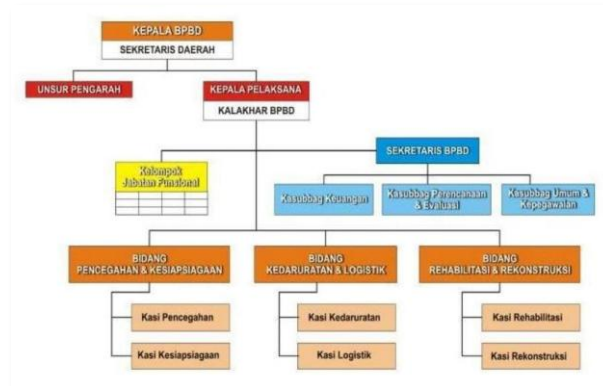 KEPALA BPBD
SEKRETARIS DAERAH
UNSUR PENGARAH
KEPALA PELAKSANA
KALAKHAR BPBD
SEKRETARIS BPBD
Kelompok
Jabatan Funsional
Kasubbag Keuangan
Kasubbag Perencanaan
& Evaluasi
Kasubbag Umum &
Kepegawaian
BIDANG
PENCEGAHAN & KESIAPSIAGAAN
BIDANG
KEDARURATAN & LOGISTIK
BIDANG
REHABILITASI & REKONSTRUKSI
Kasi Pencegahan
Kasi Kedaruratan
Kasi Rehabilitasi
Kasi Kesiapsiagaan
Kasi Logistik
Kasi Rekonstruksi